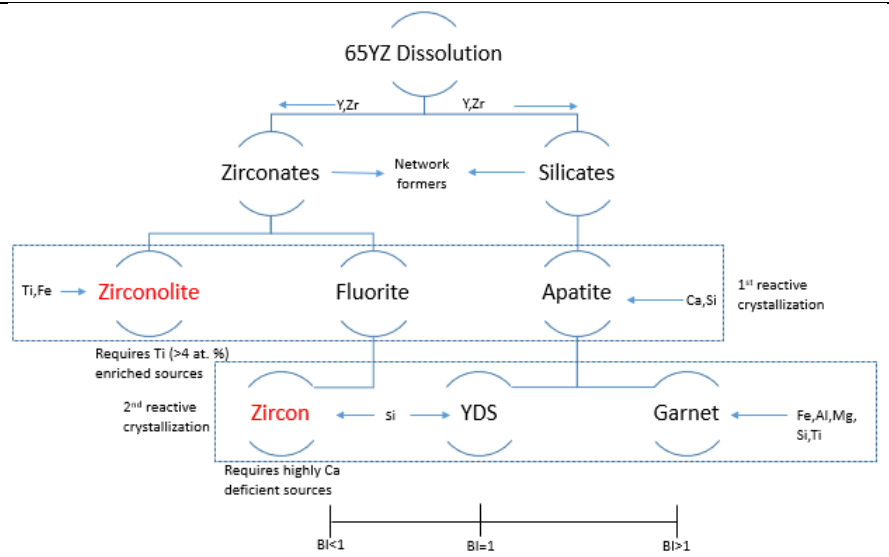 65YZ Dissolution
Y,Zr
Y,Zr
Zirconates
Network
formers
Silicates
Ti,Fe
Zirconolite
Fluorite
Apatite
Ca,Si
1st reactive
crystallization
Requires Ti (>4 at. %)
enriched sources
2nd reactive
crystallization
Zircon
Si
YDS
Garnet
Fe,Al,Mg,
Si,Ti
Requires highly Ca
deficient sources
BI<1
BI=1
BI>1